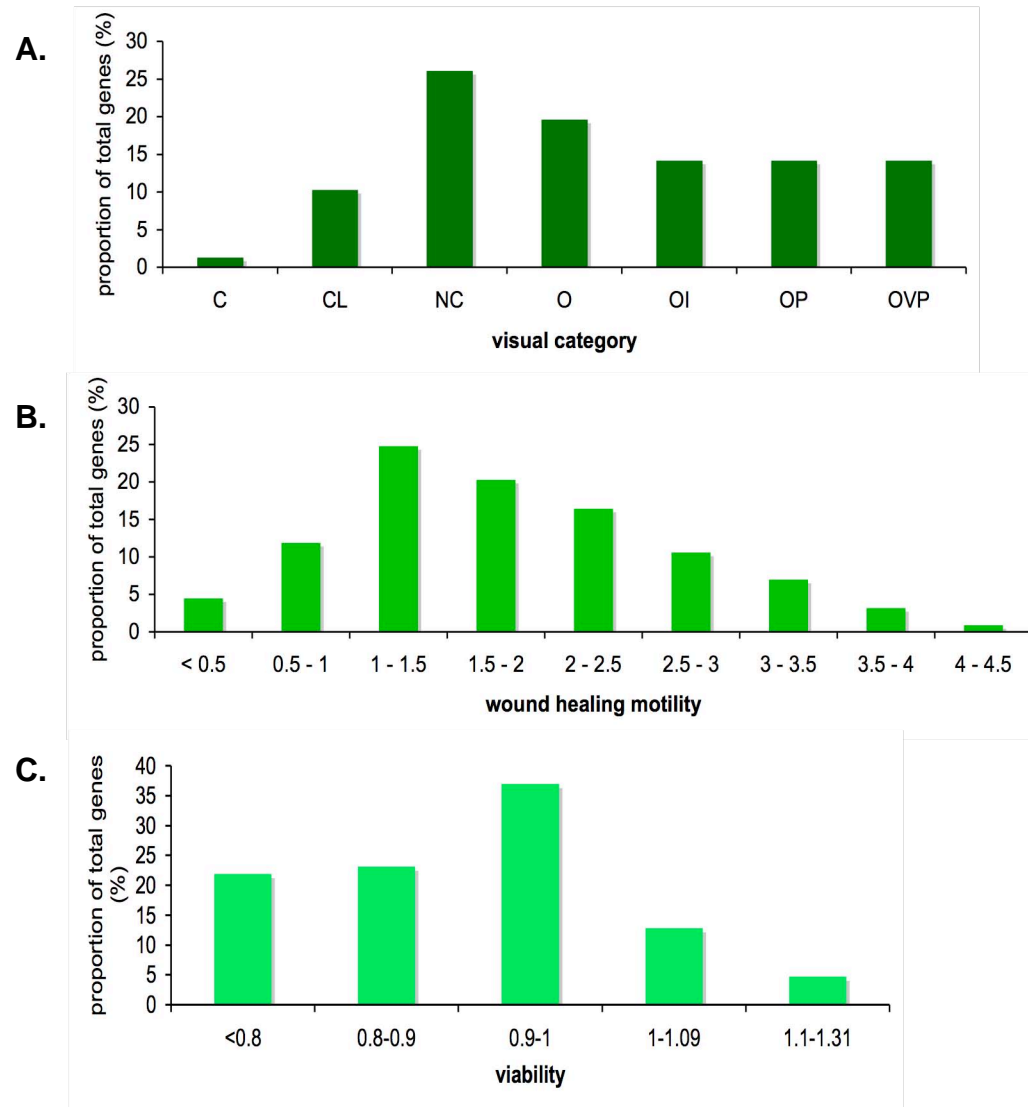 A.
proportion of total genes (%)
30
25
20
15
10
5
0
C CL NC O OI OP OVP
visual category
B.
proportion of total genes (%)
30
25
20
15
10
5
0
< 0.5 0.5 - 1 1 - 1.5 1.5 - 2 2 - 2.5 2.5 - 3 3 - 3.5 3.5 - 4 4 - 4.5
wound healing motility
C.
proportion of total genes
(%)
40
35
30
25
20
15
10
5
0
<0.8 0.8-0.9 0.9-1 1-1.09 1.1-1.31
viability